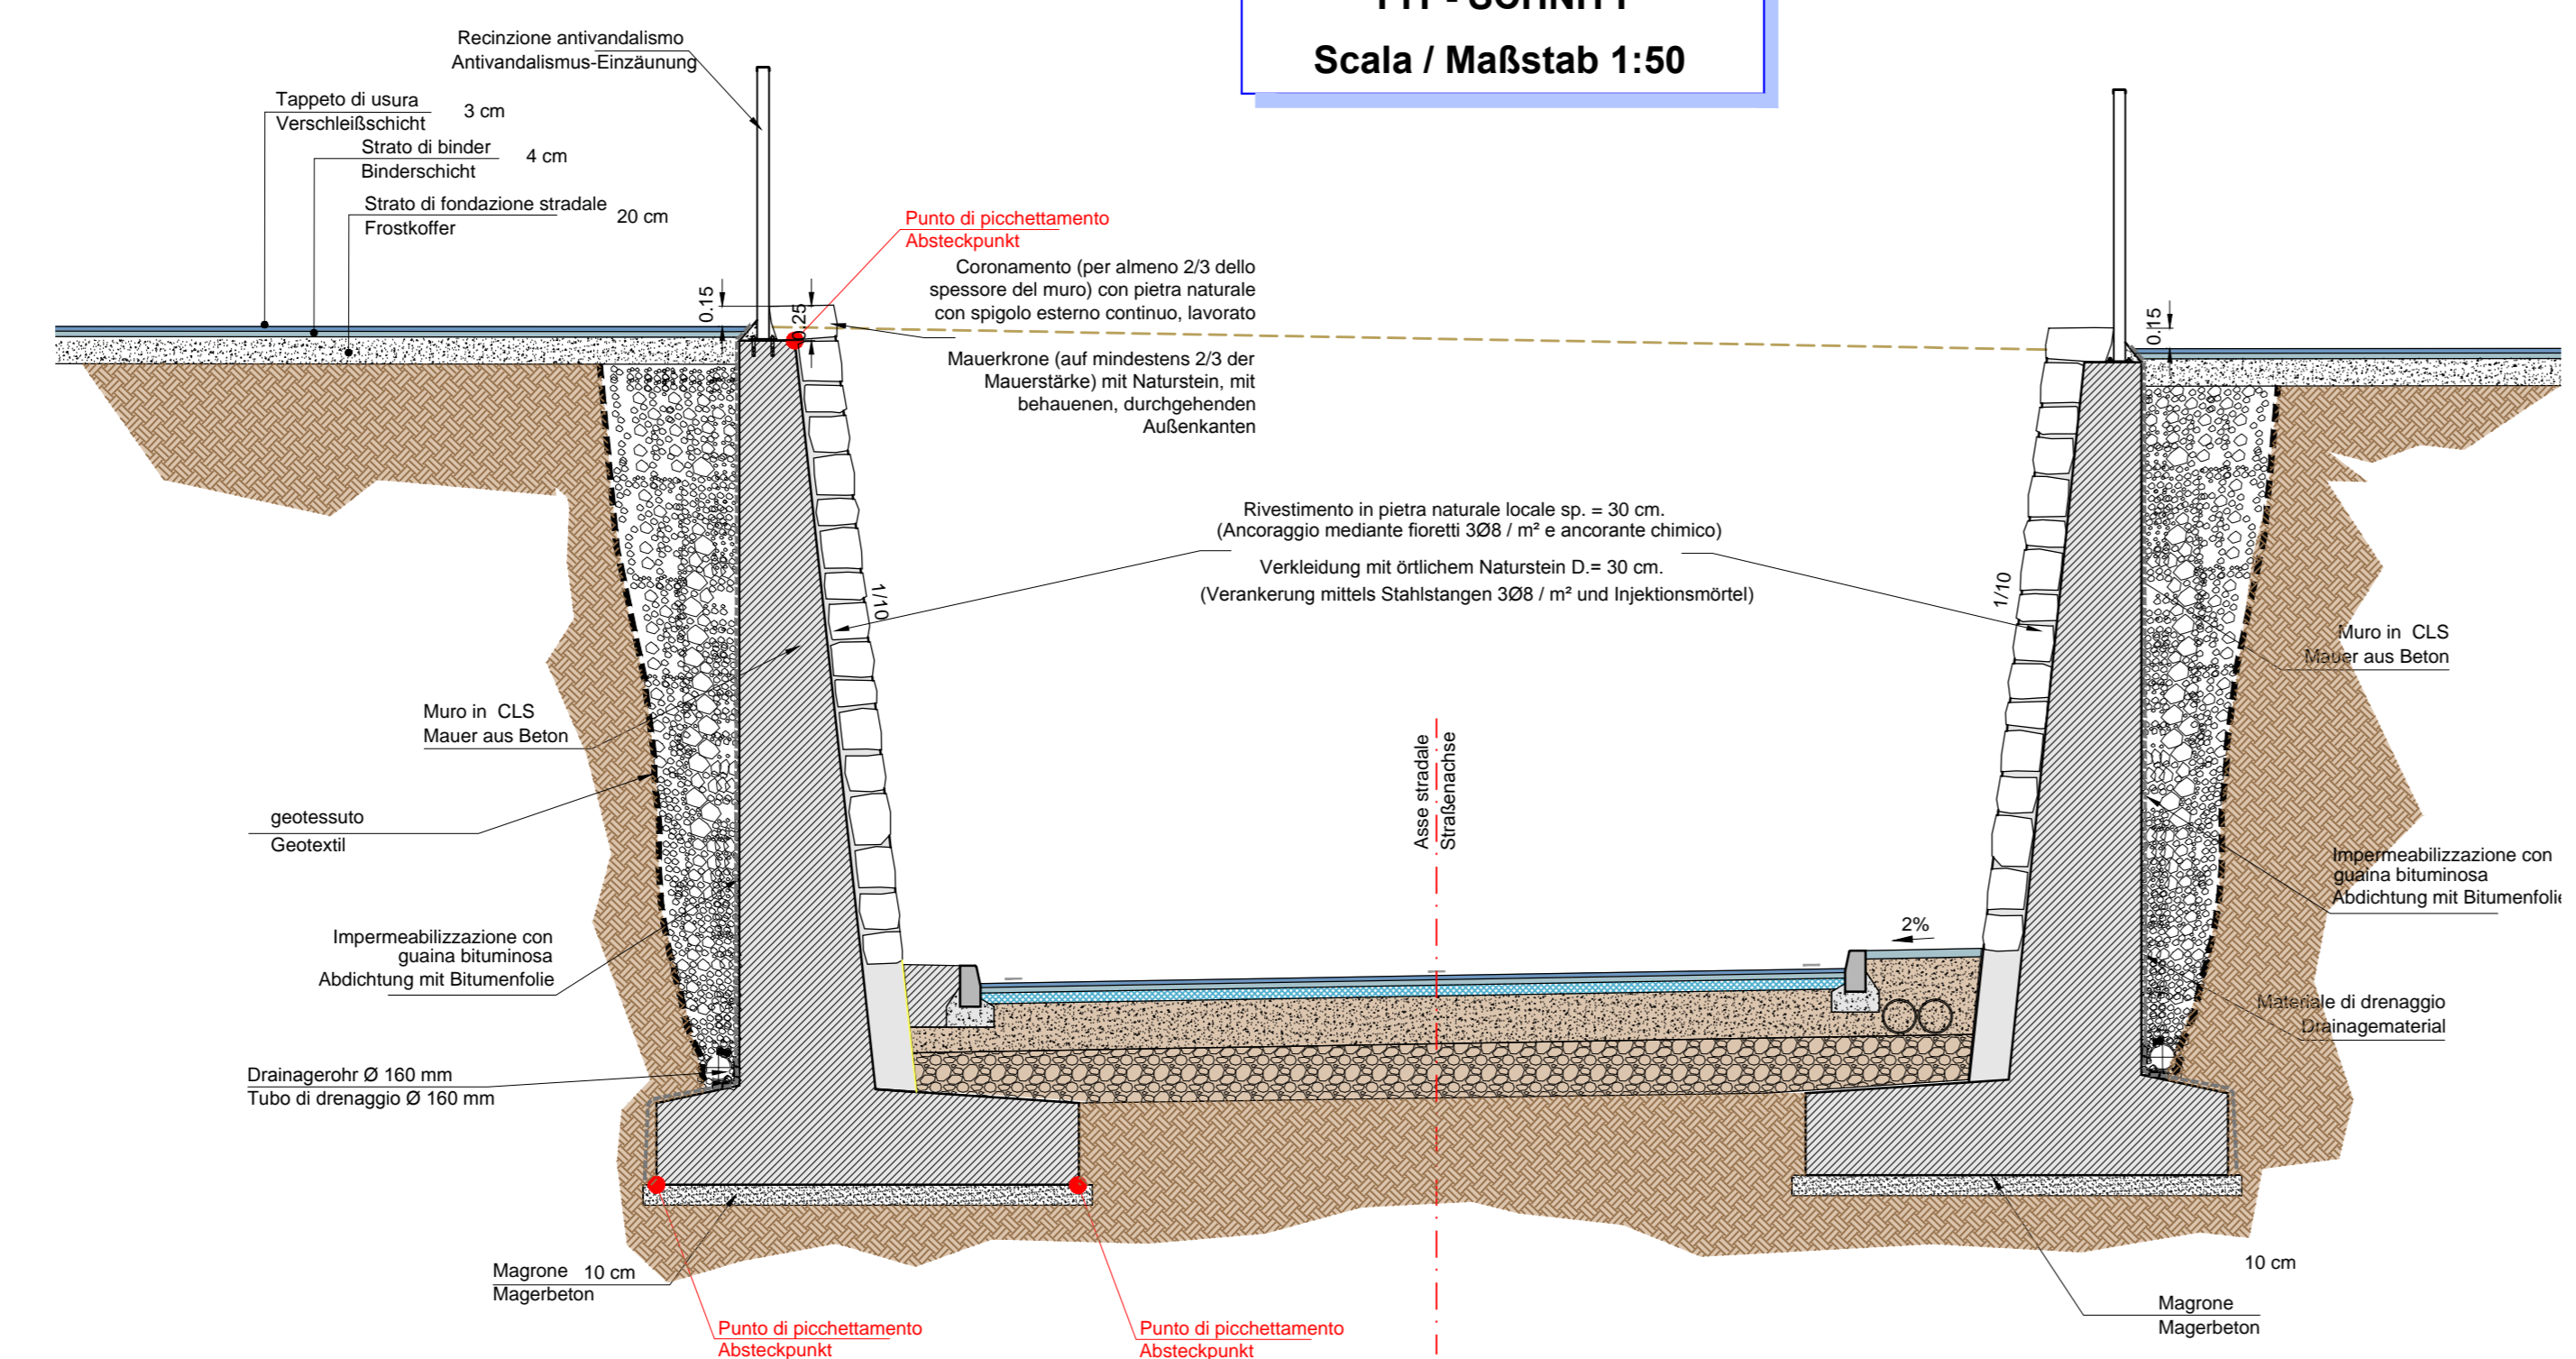 Scala / Maßstab 1:50
Recinzione antivandalismo
Antivandalismus-Einzäunung
Tappeto di usura
Verschleißschicht
3 cm
Strato di binder
Binderschicht
4 cm
Strato di fondazione stradale
Frostkoffer
20 cm
Punto di picchettamento
Absteckpunkt
Coronamento (per almeno 2/3 dello
spessore del muro) con pietra naturale
con spigolo esterno continuo, lavorato
Mauerkrone (auf mindestens 2/3 der
Mauerstärke) mit Naturstein, mit
behauenen, durchgehenden
Außenkanten
0.15
0.25
0.15
Rivestimento in pietra naturale locale sp. = 30 cm.
(Ancoraggio mediante fioretti 3Ø8 / m² e ancorante chimico)
Verkleidung mit örtlichem Naturstein D.= 30 cm.
(Verankerung mittels Stahlstangen 3Ø8 / m² und Injektionsmörtel)
1/10
1/10
Muro in CLS
Mauer aus Beton
Muro in CLS
Mauer aus Beton
geotessuto
Geotextil
Asse stradale
Straßenachse
Impermeabilizzazione con
guaina bituminosa
Abdichtung mit Bitumenfolie
Impermeabilizzazione con
guaina bituminosa
Abdichtung mit Bitumenfolie
2%
Materiale di drenaggio
Drainagematerial
Drainagerohr Ø 160 mm
Tubo di drenaggio Ø 160 mm
Magrone 10 cm
Magerbeton
10 cm
Magrone
Magerbeton
Punto di picchettamento
Absteckpunkt
Punto di picchettamento
Absteckpunkt